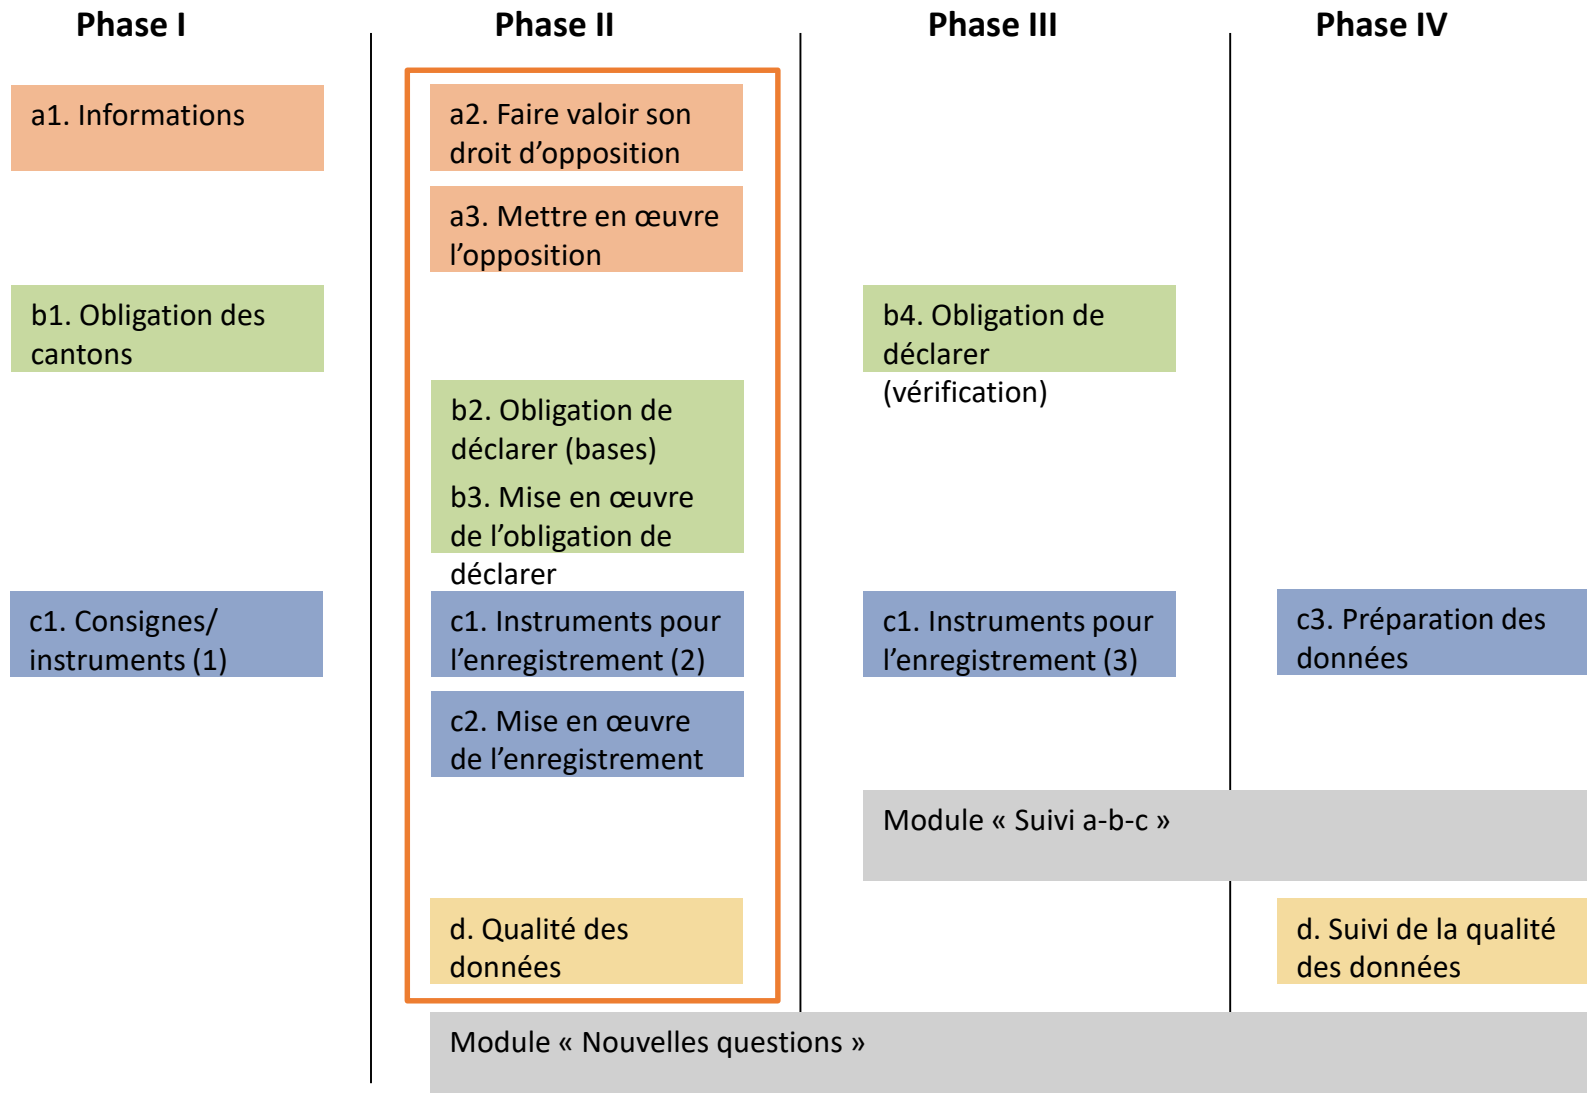 Phase I
Phase II
Phase III
Phase IV
a1. Informations
a2. Faire valoir son
droit d’opposition
a3. Mettre en œuvre
l’opposition
b1. Obligation des
cantons
b4. Obligation de
déclarer
(vérification)
b2. Obligation de
déclarer (bases)
b3. Mise en œuvre
de l’obligation de
déclarer
c1. Consignes/
instruments (1)
c1. Instruments pour
l’enregistrement (2)
c1. Instruments pour
l’enregistrement (3)
c3. Préparation des
données
c2. Mise en œuvre
de l’enregistrement
Module « Suivi a-b-c »
d. Qualité des
données
d. Suivi de la qualité
des données
Module « Nouvelles questions »